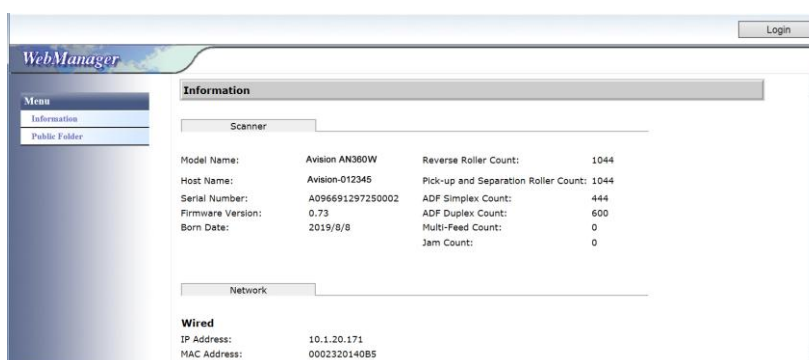 Login
WebManager
Menu
Information
Public Folder
Information
Scanner
Model Name: Avision AN360W Reverse Roller Count: 1044
Host Name: Avision-012345 Pick-up and Separation Roller Count: 1044
Serial Number: A096691297250002 ADF Simplex Count: 444
Firmware Version: 0.73 ADF Duplex Count: 600
Born Date: 2019/8/8 Multi-Feed Count: 0
Jam Count: 0
Network
Wired
IP Address: 10.1.20.171
MAC Address: 0002320140B5